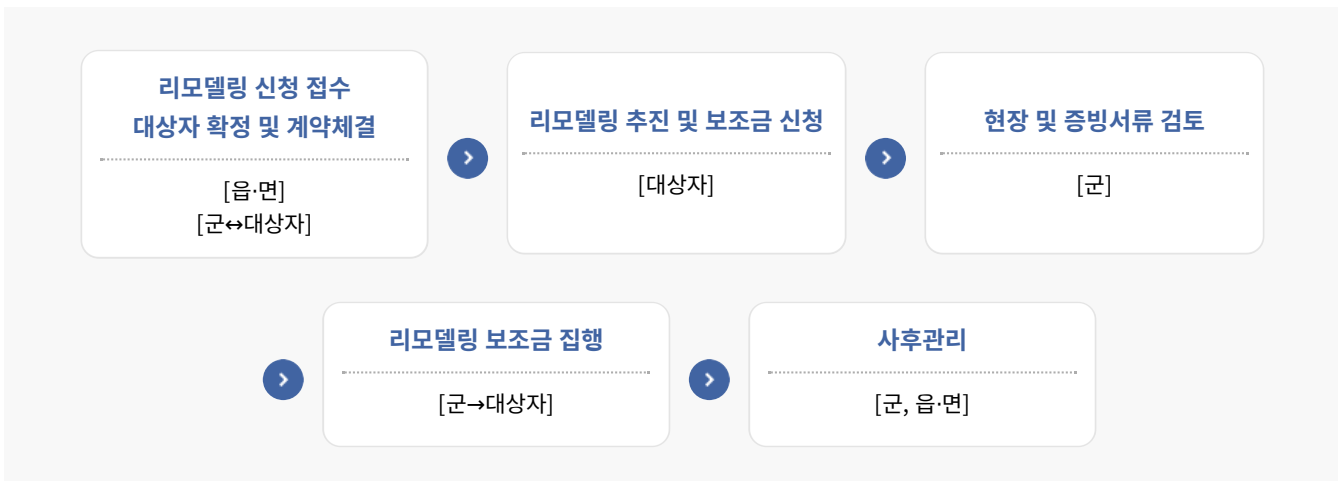 리모델링 신청 접수
대상자 확정 및 계약체결
[읍·면]
[군↔대상자]
리모델링 추진 및 보조금 신청
[대상자]
현장 및 증빙서류 검토
[군]
리모델링 보조금 집행
[군→대상자]
사후관리
[군, 읍·면]